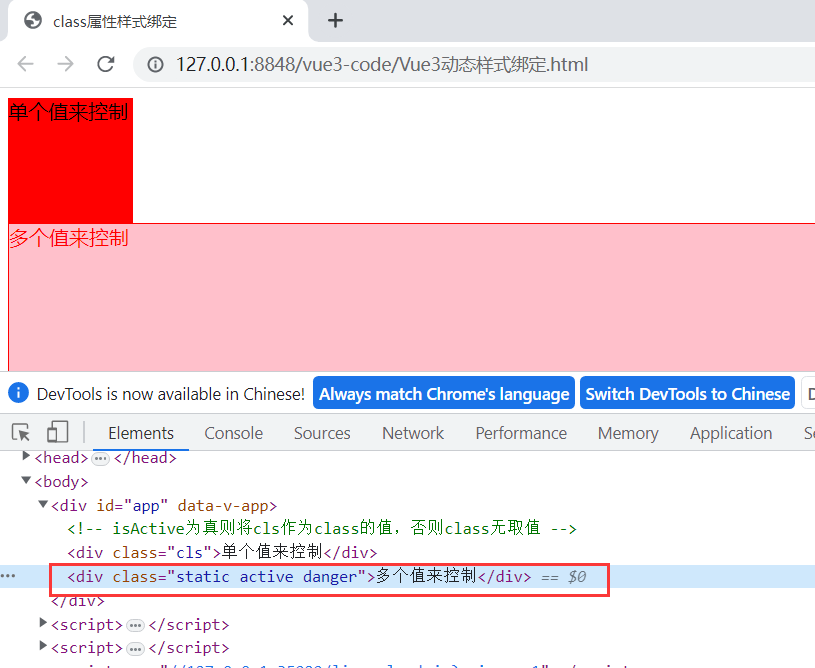 class属性样式绑定
127.0.0.1:8848/vue3-code/Vue3动态样式绑定.html
单个值来控制
多个值来控制
DevTools is now available in Chinese! Always match Chrome's language Switch DevTools to Chinese
Elements Console Sources Network Performance Memory Application
<head> ••• </head>
<body>
<div id="app" data-v-app>
<!-- isActive为真则将cls作为class的值，否则class无取值 -->
<div class="cls">单个值来控制</div>
••• <div class="static active danger">多个值来控制</div> == $0
</div>
<script> ••• </script>
<script> ••• </script>